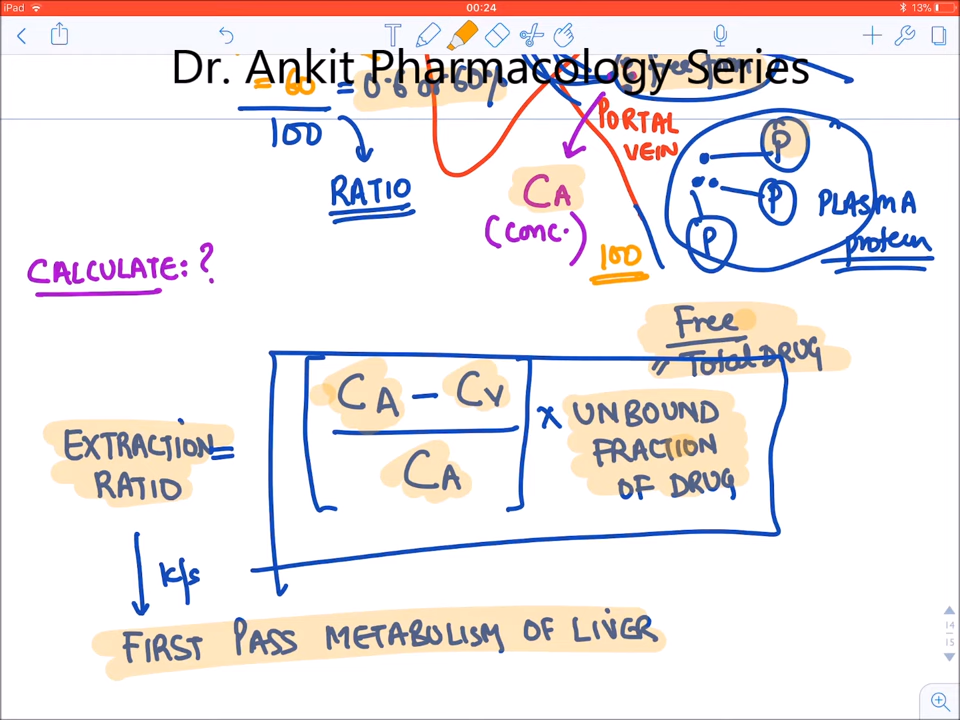 iPad
00:24
13%
T
Dr. Ankit Pharmacology Series
= 60 = 0.6 or 60%
100
RATIO
PORTAL
VEIN
CA
(conc.)
100
P
P
P
PLASMA
protein
CALCULATE: ?
Free
Total DRUG
EXTRACTION =
RATIO
CA - CV
CA
x UNBOUND
FRACTION
OF DRUG
k/s
FIRST PASS METABOLISM OF LIVER
14
15